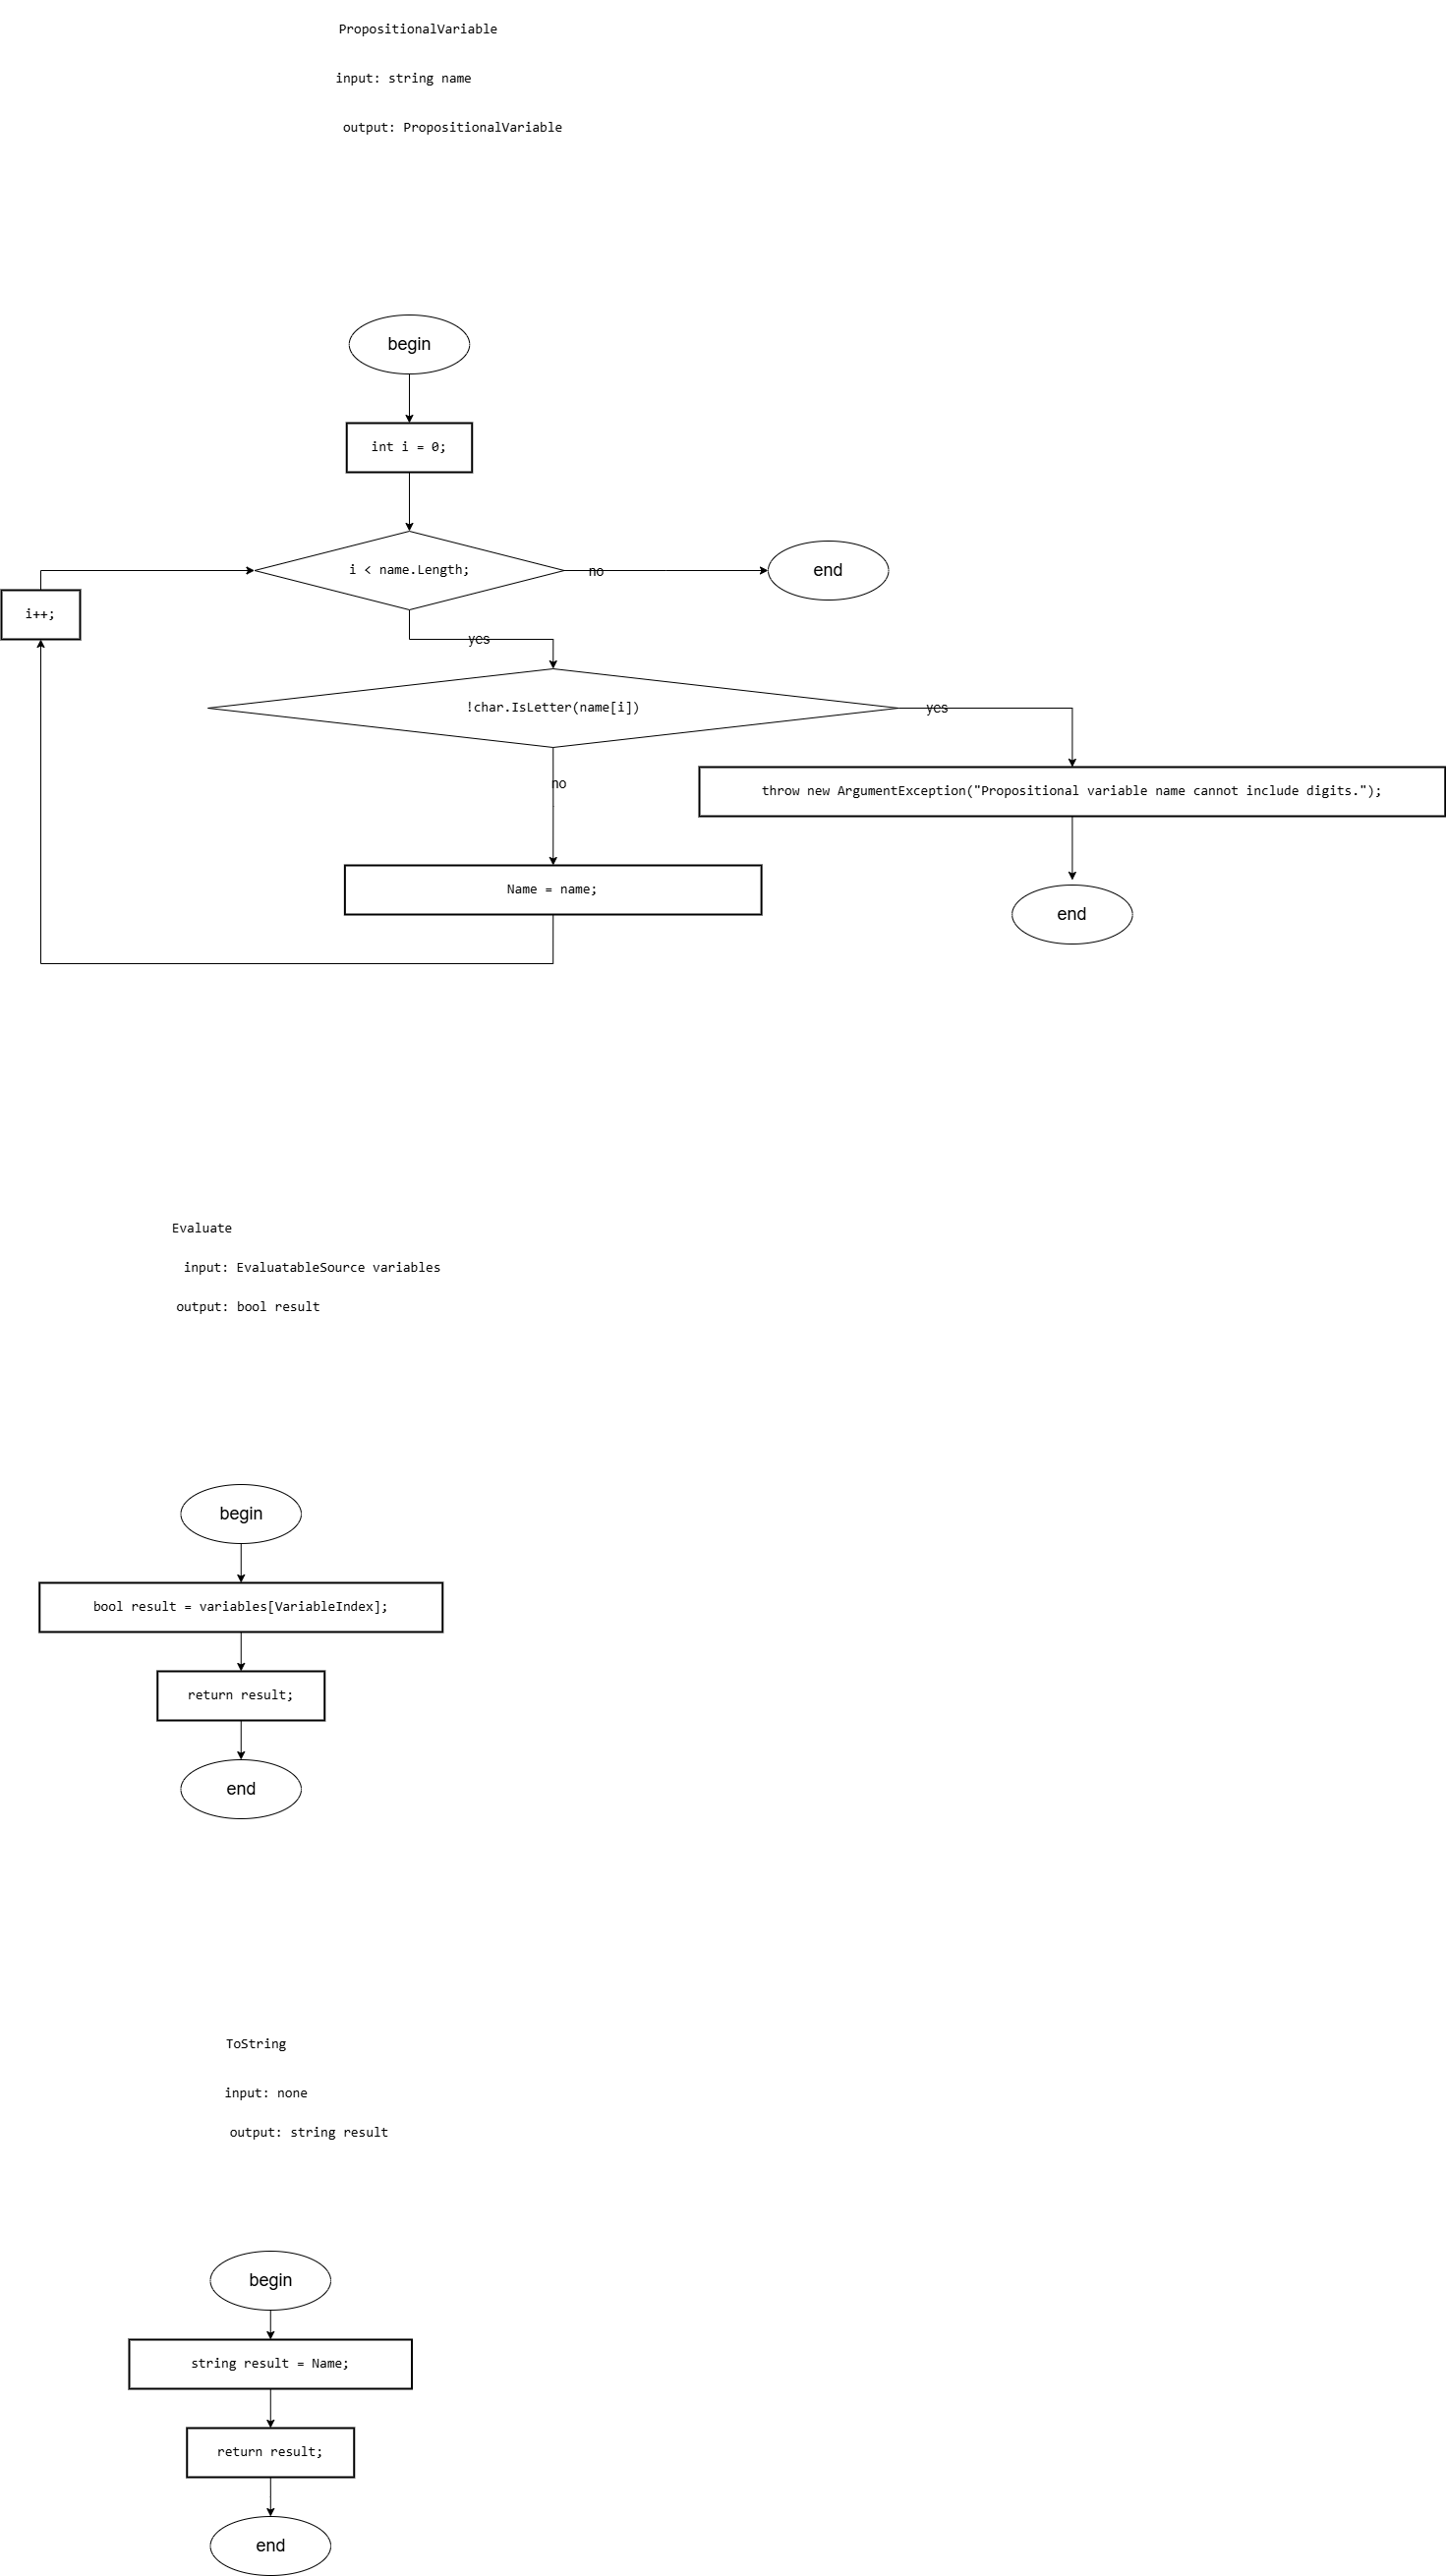 PropositionalVariable
input: string name
output: PropositionalVariable
begin
int i = 0;
i < name.Length;
no
end
i++;
yes
!char.IsLetter(name[i])
yes
no
throw new ArgumentException("Propositional variable name cannot include digits.");
Name = name;
end
Evaluate
input: EvaluatableSource variables
output: bool result
begin
bool result = variables[VariableIndex];
return result;
end
ToString
input: none
output: string result
begin
string result = Name;
return result;
end